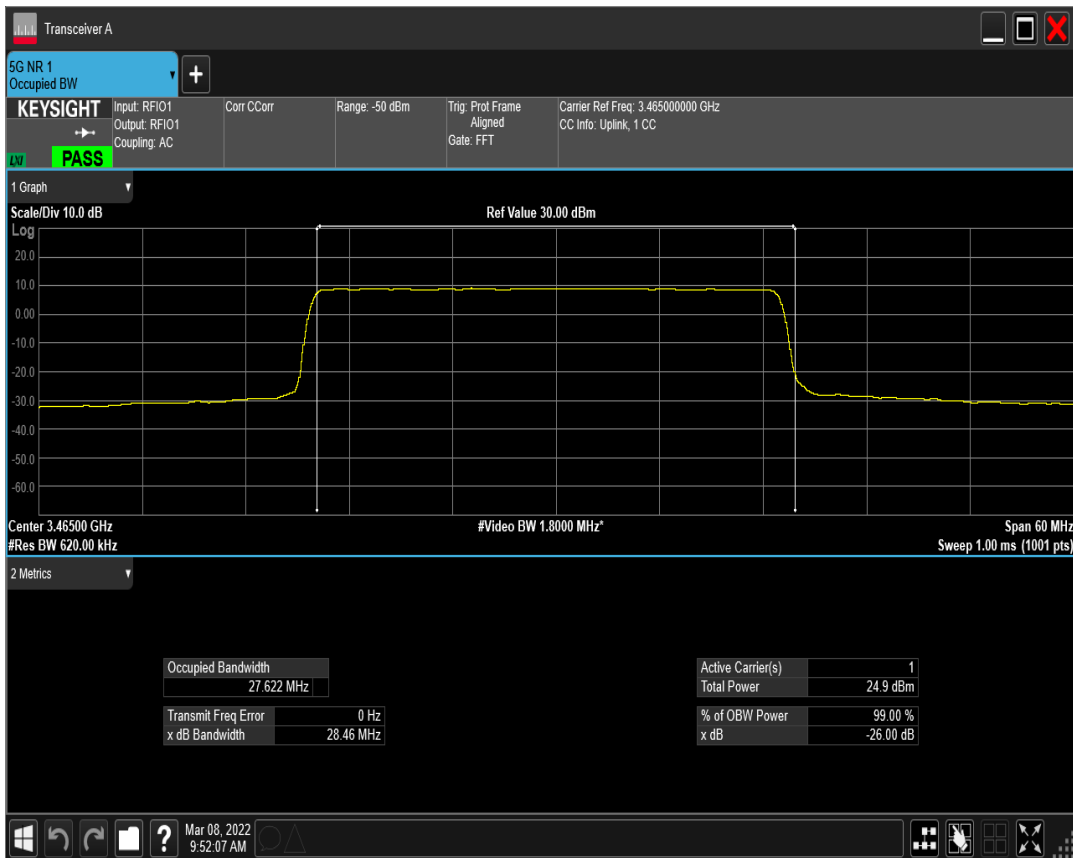 Transceiver A
5G NR 1
Occupied BW
+
KEYSIGHT
LXI
PASS
Input: RFIO1
Output: RFIO1
Coupling: AC
Corr CCorr
Range: -50 dBm
Trig: Prot Frame
Aligned
Gate: FFT
Carrier Ref Freq: 3.465000000 GHz
CC Info: Uplink, 1 CC
1 Graph
Scale/Div 10.0 dB
Ref Value 30.00 dBm
Log
20.0
10.0
0.00
-10.0
-20.0
-30.0
-40.0
-50.0
-60.0
Center 3.46500 GHz
#Video BW 1.8000 MHz*
Span 60 MHz
#Res BW 620.00 kHz
Sweep 1.00 ms (1001 pts)
2 Metrics
Occupied Bandwidth
27.622 MHz
Transmit Freq Error 0 Hz
x dB Bandwidth 28.46 MHz
Active Carrier(s) 1
Total Power 24.9 dBm
% of OBW Power 99.00 %
x dB -26.00 dB
?
Mar 08, 2022
9:52:07 AM